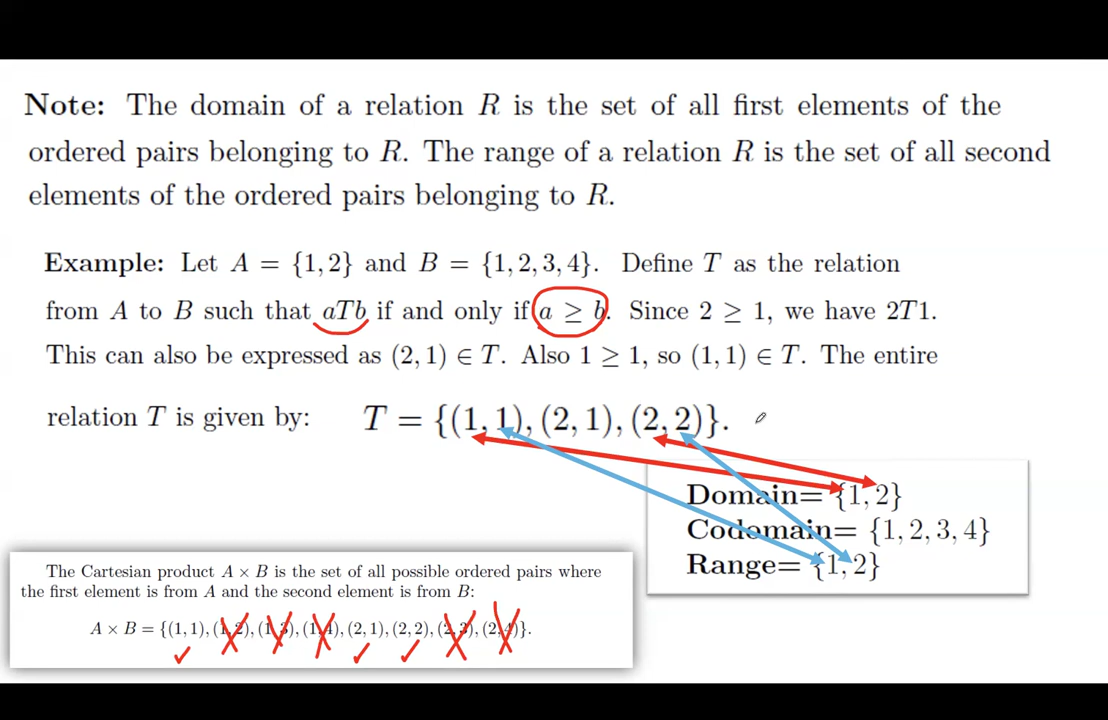 Note: The domain of a relation R is the set of all first elements of the
ordered pairs belonging to R. The range of a relation R is the set of all second
elements of the ordered pairs belonging to R.
Example: Let A = {1, 2} and B = {1, 2, 3, 4}. Define T as the relation
from A to B such that aTb if and only if a ≥ b. Since 2 ≥ 1, we have 2T1.
This can also be expressed as (2, 1) ∈ T. Also 1 ≥ 1, so (1, 1) ∈ T. The entire
relation T is given by: T = {(1, 1), (2, 1), (2, 2)}.
Domain= {1, 2}
Codomain= {1, 2, 3, 4}
Range= {1, 2}
The Cartesian product A × B is the set of all possible ordered pairs where
the first element is from A and the second element is from B:
A × B = {(1, 1), (1, 2), (1, 3), (1, 4), (2, 1), (2, 2), (2, 3), (2, 4)}.